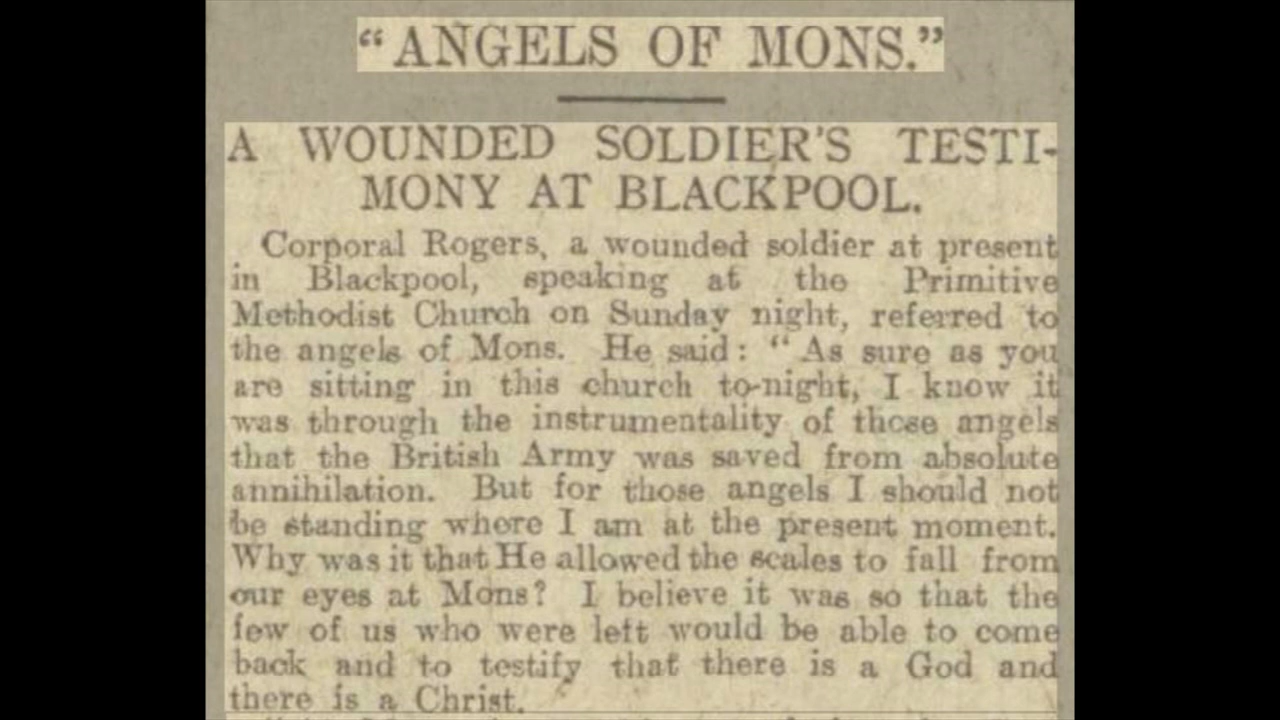 “ANGELS OF MONS.”
A WOUNDED SOLDIER'S TESTI-
MONY AT BLACKPOOL.
Corporal Rogers, a wounded soldier at present
in Blackpool, speaking at the Primitive
Methodist Church on Sunday night, referred to
the angels of Mons. He said: “As sure as you
are sitting in this church to-night, I know it
was through the instrumentality of those angels
that the British Army was saved from absolute
annihilation. But for those angels I should not
be standing where I am at the present moment.
Why was it that He allowed the scales to fall from
our eyes at Mons? I believe it was so that the
few of us who were left would be able to come
back and to testify that there is a God and
there is a Christ.